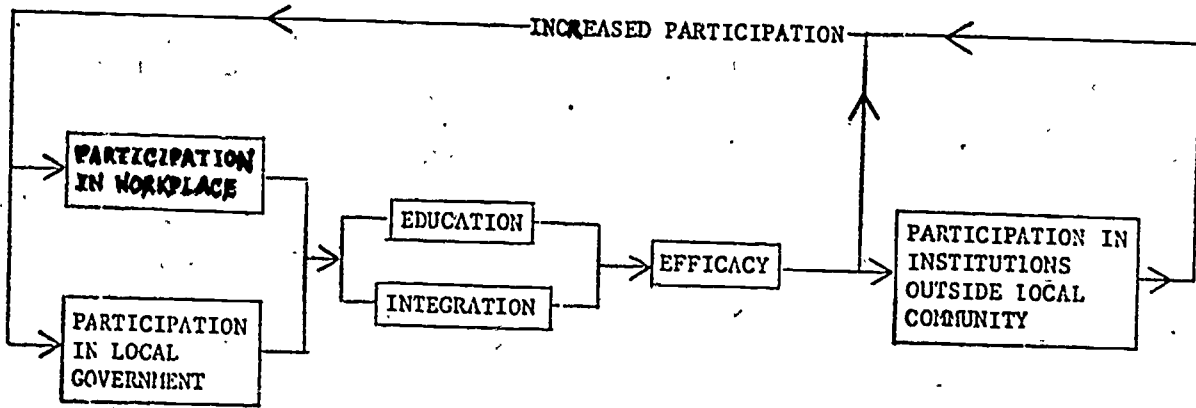 INCREASED PARTICIPATION
PARTICIPATION
IN WORKPLACE
EDUCATION
INTEGRATION
EFFICACY
PARTICIPATION IN
INSTITUTIONS
OUTSIDE LOCAL
COMMUNITY
PARTICIPATION
IN LOCAL
GOVERNMENT